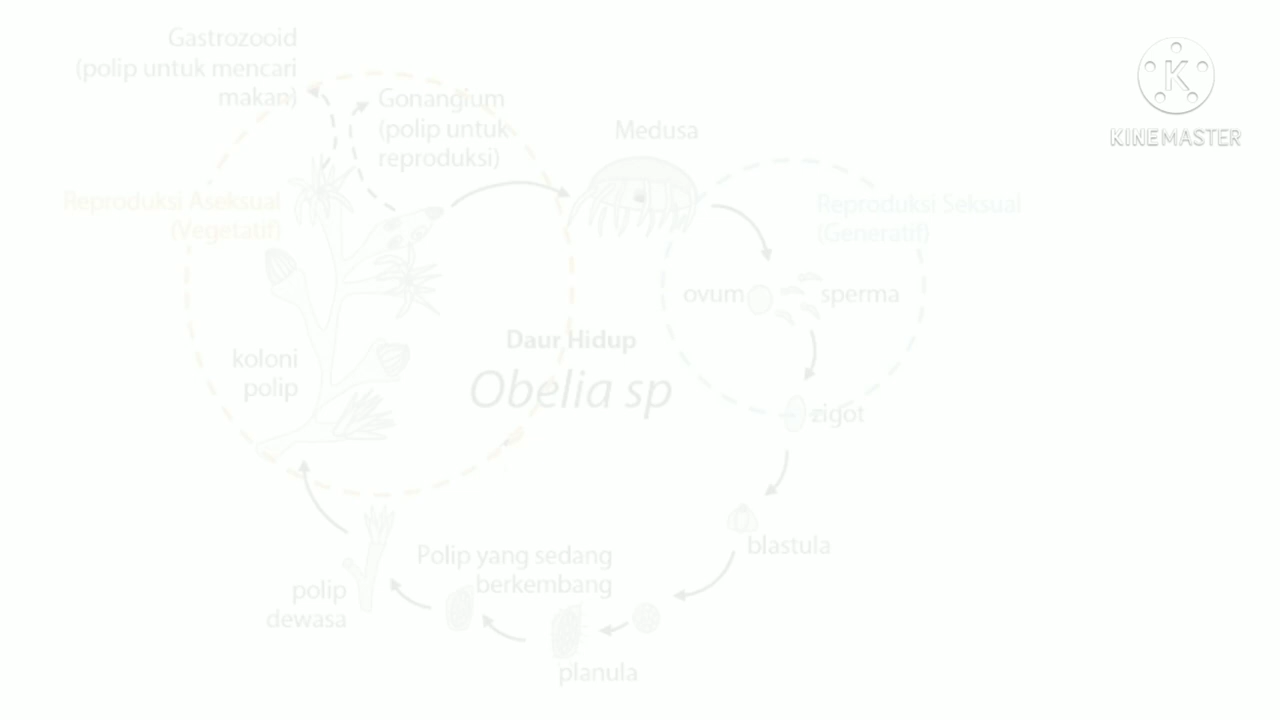 Gastrozooid
(polip untuk mencari
makan)
Gonangium
(polip untuk
reproduksi)
Medusa
KINEMASTER
Reproduksi Aseksual
(Vegetatif)
Reproduksi Seksual
(Generatif)
ovum
sperma
Daur Hidup
Obelia sp
koloni
polip
zigot
blastula
Polip yang sedang
berkembang
polip
dewasa
planula